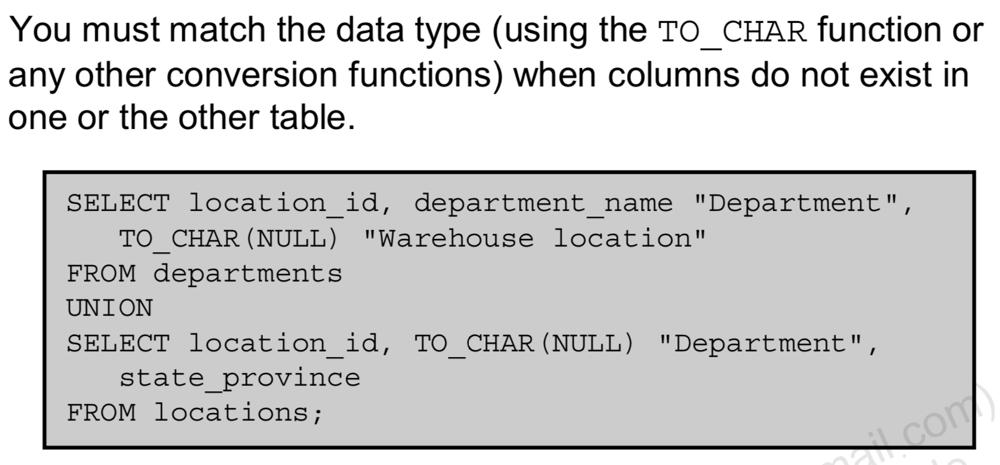 You must match the data type (using the TO_CHAR function or
any other conversion functions) when columns do not exist in
one or the other table.
SELECT location_id, department_name "Department",
TO_CHAR(NULL) "Warehouse location"
FROM departments
UNION
SELECT location_id, TO_CHAR(NULL) "Department",
state_province
FROM locations;